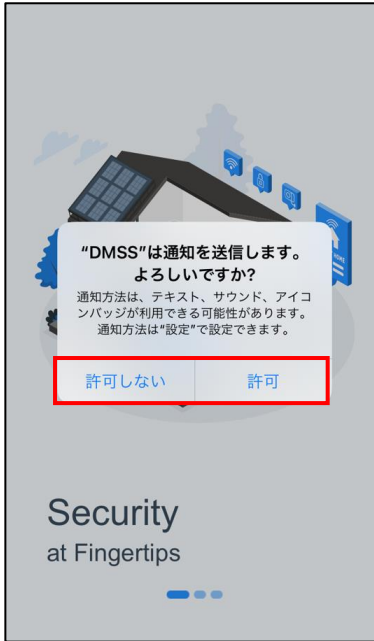 HOME
“DMSS”は通知を送信します。
よろしいですか?
通知方法は、テキスト、サウンド、アイコ
ンバッジが利用できる可能性があります。
通知方法は“設定”で設定できます。
許可しない
許可
Security
at Fingertips